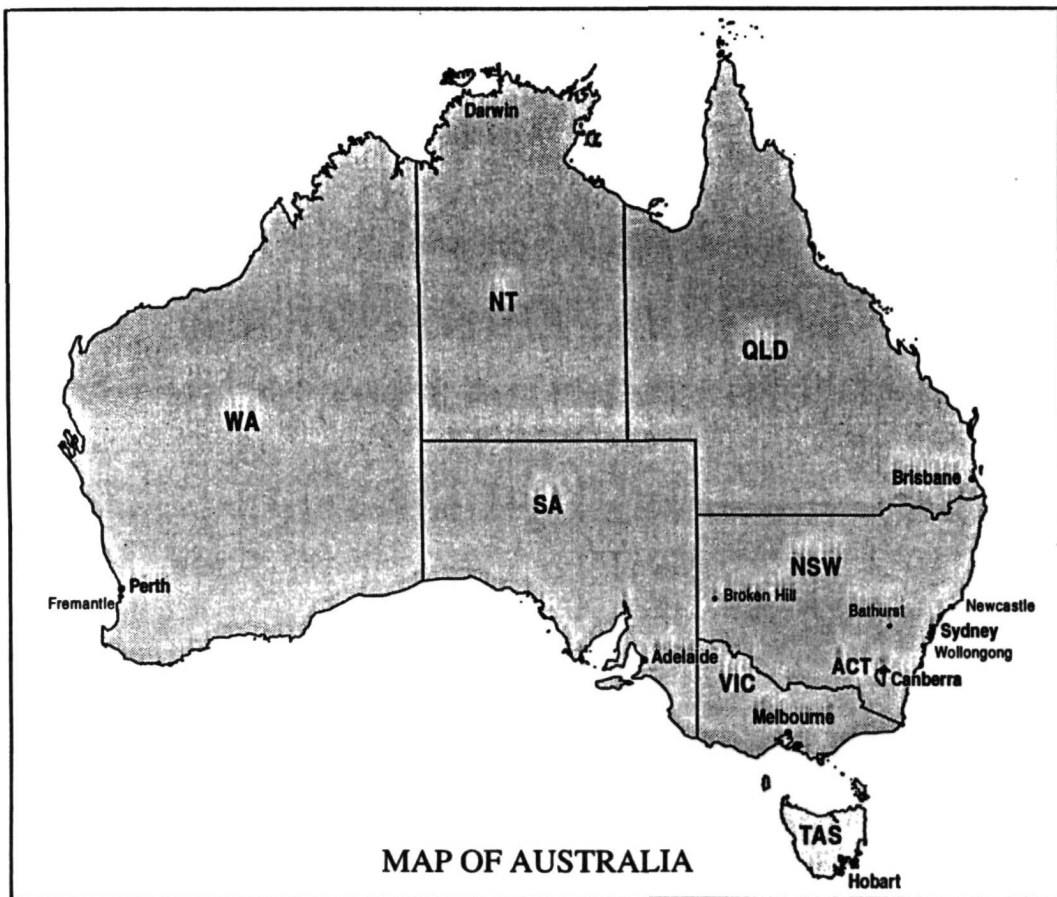 Darwin
NT
QLD
WA
Brisbane
SA
NSW
Perth
Broken Hill
Fremantle
Bathurst
Newcastle
Sydney
Wollongong
Adelaide
ACT
VIC
Canberra
Melbourne
TAS
MAP OF AUSTRALIA
Hobart